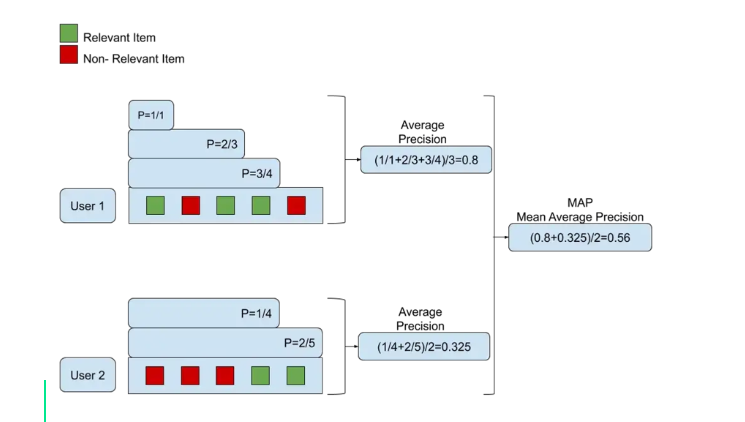 Relevant Item
Non- Relevant Item
P=1/1
P=2/3
P=3/4
User 1
Average
Precision
(1/1+2/3+3/4)/3=0.8
MAP
Mean Average Precision
(0.8+0.325)/2=0.56
P=1/4
P=2/5
User 2
Average
Precision
(1/4+2/5)/2=0.325